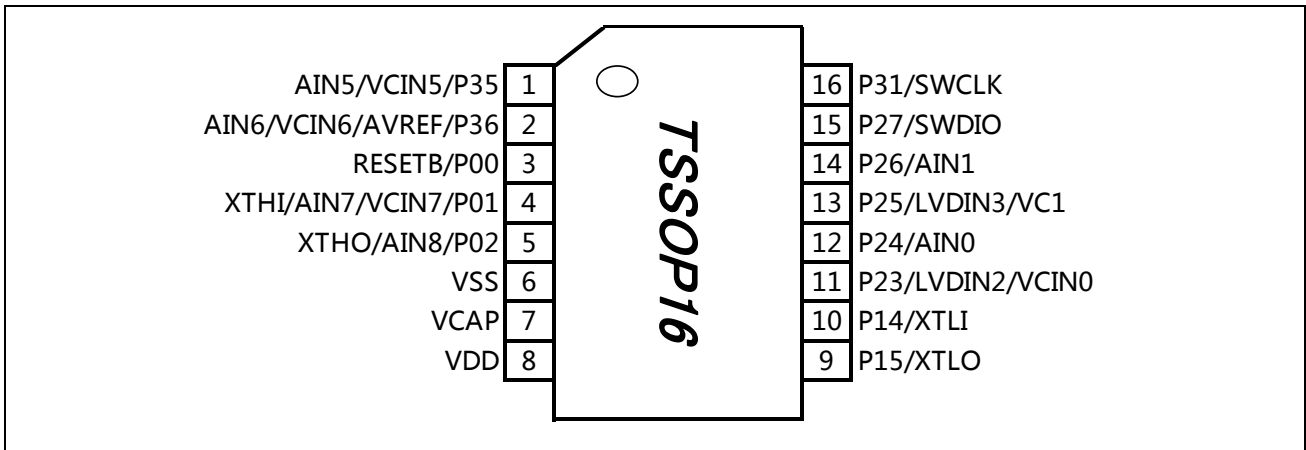 AIN5/VCIN5/P35 1 16 P31/SWCLK
AIN6/VCIN6/AVREF/P36 2 15 P27/SWDIO
RESETB/P00 3 14 P26/AIN1
XTHI/AIN7/VCIN7/P01 4 13 P25/LVDIN3/VC1
XTHO/AIN8/P02 5 12 P24/AIN0
VSS 6 11 P23/LVDIN2/VCIN0
VCAP 7 10 P14/XTLI
VDD 8 9 P15/XTLO
TSSOP16